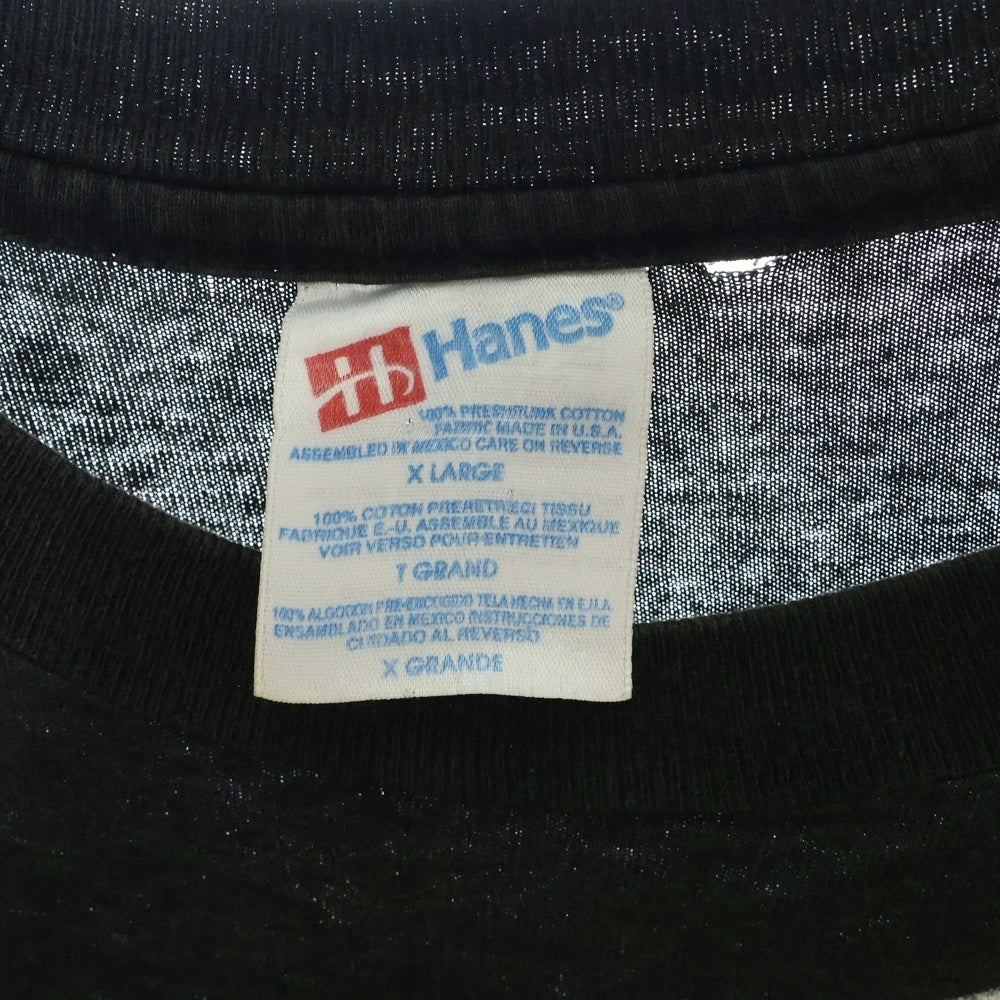 Hanes®
100% PRESHRUNK COTTON
FABRIC MADE IN U.S.A.
ASSEMBLED IN MEXICO CARE ON REVERSE
X LARGE
100% COTON PRERETRECI TISSU
FABRIQUE E.-U. ASSEMBLE AU MEXIQUE
VOIR VERSO POUR ENTRETIEN
T GRAND
100% ALGODON PRE-ENCOGIDO TELA HECHA EN E.U.A.
ENSAMBLADO EN MEXICO INSTRUCCIONES DE
CUIDADO AL REVERSO
X GRANDE